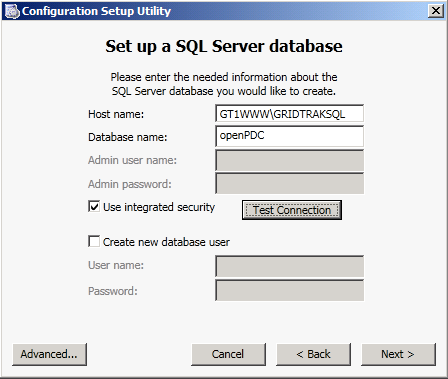 Configuration Setup Utility
Set up a SQL Server database
Please enter the needed information about the
SQL Server database you would like to create.
Host name: GT1WWW\GRIDTRAKSQL
Database name: openPDC
Admin user name:
Admin password:
Use integrated security Test Connection
Create new database user
User name:
Password:
Advanced... Cancel < Back Next >